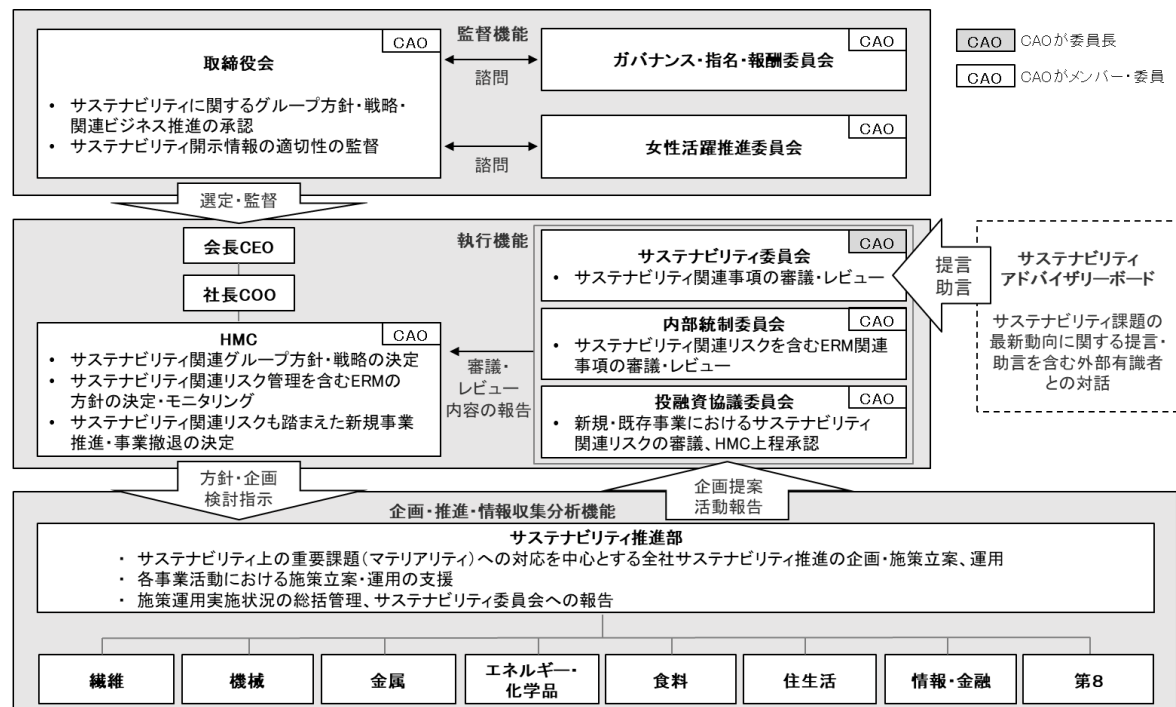 監督機能
CAO
取締役会
• サステナビリティに関するグループ方針・戦略・
関連ビジネス推進の承認
• サステナビリティ開示情報の適切性の監督
諮問
諮問
CAO
ガバナンス・指名・報酬委員会
CAO
女性活躍推進委員会
CAO CAOが委員長
CAO CAOがメンバー・委員
選定・監督
執行機能
会長CEO
社長COO
CAO
HMC
• サステナビリティ関連グループ方針・戦略の決定
• サステナビリティ関連リスク管理を含むERMの
方針の決定・モニタリング
• サステナビリティ関連リスクも踏まえた新規事業
推進・事業撤退の決定
審議・
レビュー
内容の報告
CAO
サステナビリティ委員会
• サステナビリティ関連事項の審議・レビュー
CAO
内部統制委員会
• サステナビリティ関連リスクを含むERM関連
事項の審議・レビュー
CAO
投融資協議委員会
• 新規・既存事業におけるサステナビリティ
関連リスクの審議、HMC上程承認
提言
助言
サステナビリティ
アドバイザリーボード
サステナビリティ課題の
最新動向に関する提言・
助言を含む外部有識者
との対話
方針・企画
検討指示
企画提案
活動報告
企画・推進・情報収集分析機能
サステナビリティ推進部
・ サステナビリティ上の重要課題（マテリアリティ）への対応を中心とする全社サステナビリティ推進の企画・施策立案、運用
・ 各事業活動における施策立案・運用の支援
・ 施策運用実施状況の総括管理、サステナビリティ委員会への報告
繊維
機械
金属
エネルギー・
化学品
食料
住生活
情報・金融
第8